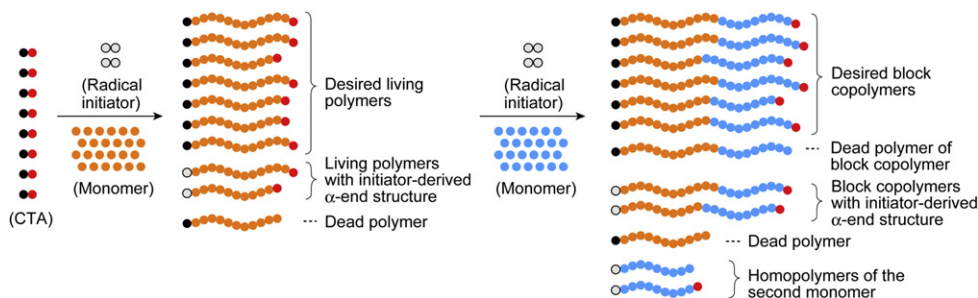 (CTA)
(Radical
initiator)
(Monomer)
Desired living
polymers
Living polymers
with initiator-derived
α-end structure
Dead polymer
(Radical
initiator)
(Monomer)
Desired block
copolymers
Dead polymer of
block copolymer
Block copolymers
with initiator-derived
α-end structure
Dead polymer
Homopolymers of the
second monomer